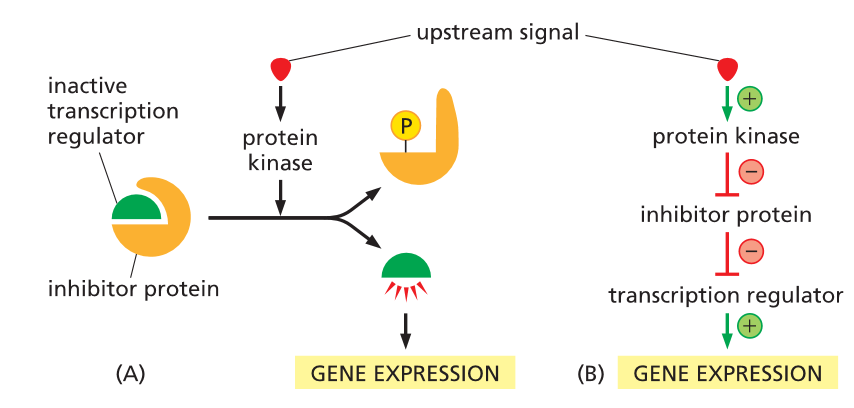 upstream signal
inactive
transcription
regulator
protein
kinase
P
inhibitor protein
(A)
GENE EXPRESSION
+
protein kinase
−
inhibitor protein
−
transcription regulator
+
(B)
GENE EXPRESSION